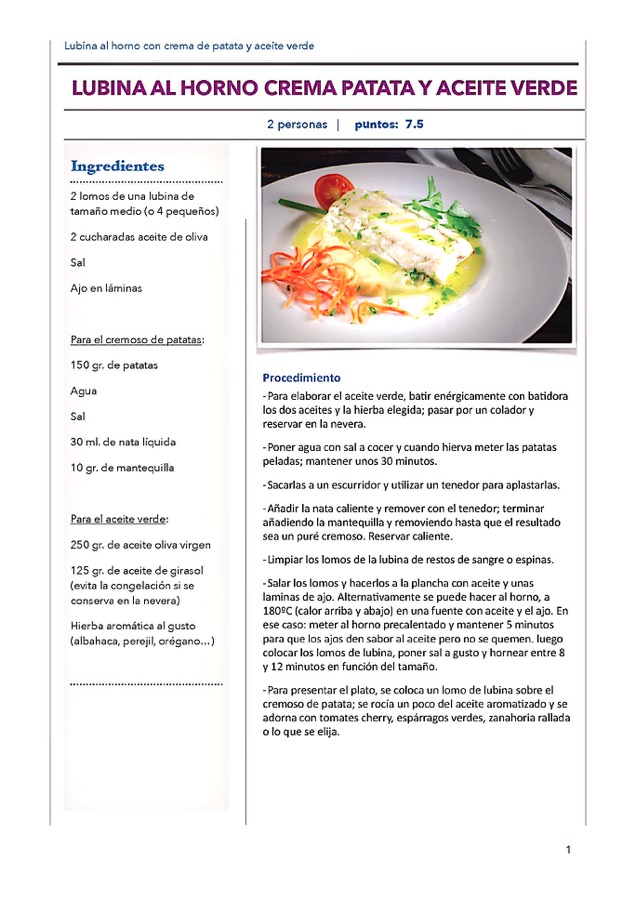 Lubina al horno con crema de patata y aceite verde
LUBINA AL HORNO CREMA PATATA Y ACEITE VERDE
2 personas | puntos: 7.5
Ingredientes
2 lomos de una lubina de
tamaño medio (o 4 pequeños)
2 cucharadas aceite de oliva
Sal
Ajo en láminas
Para el cremoso de patatas:
150 gr. de patatas
Agua
Sal
30 ml. de nata líquida
10 gr. de mantequilla
Para el aceite verde:
250 gr. de aceite oliva virgen
125 gr. de aceite de girasol
(evita la congelación si se
conserva en la nevera)
Hierba aromática al gusto
(albahaca, perejil, orégano...)
Procedimiento
-Para elaborar el aceite verde, batir enérgicamente con batidora
los dos aceites y la hierba elegida; pasar por un colador y
reservar en la nevera.
-Poner agua con sal a cocer y cuando hierva meter las patatas
peladas; mantener unos 30 minutos.
-Sacarlas a un escurridor y utilizar un tenedor para aplastarlas.
-Añadir la nata caliente y remover con el tenedor; terminar
añadiendo la mantequilla y removiendo hasta que el resultado
sea un puré cremoso. Reservar caliente.
-Limpiar los lomos de la lubina de restos de sangre o espinas.
-Salar los lomos y hacerlos a la plancha con aceite y unas
laminas de ajo. Alternativamente se puede hacer al horno, a
180ºC (calor arriba y abajo) en una fuente con aceite y el ajo. En
ese caso: meter al horno precalentado y mantener 5 minutos
para que los ajos den sabor al aceite pero no se quemen. luego
colocar los lomos de lubina, poner sal a gusto y hornear entre 8
y 12 minutos en función del tamaño.
-Para presentar el plato, se coloca un lomo de lubina sobre el
cremoso de patata; se rocía un poco del aceite aromatizado y se
adorna con tomates cherry, espárragos verdes, zanahoria rallada
o lo que se elija.
1